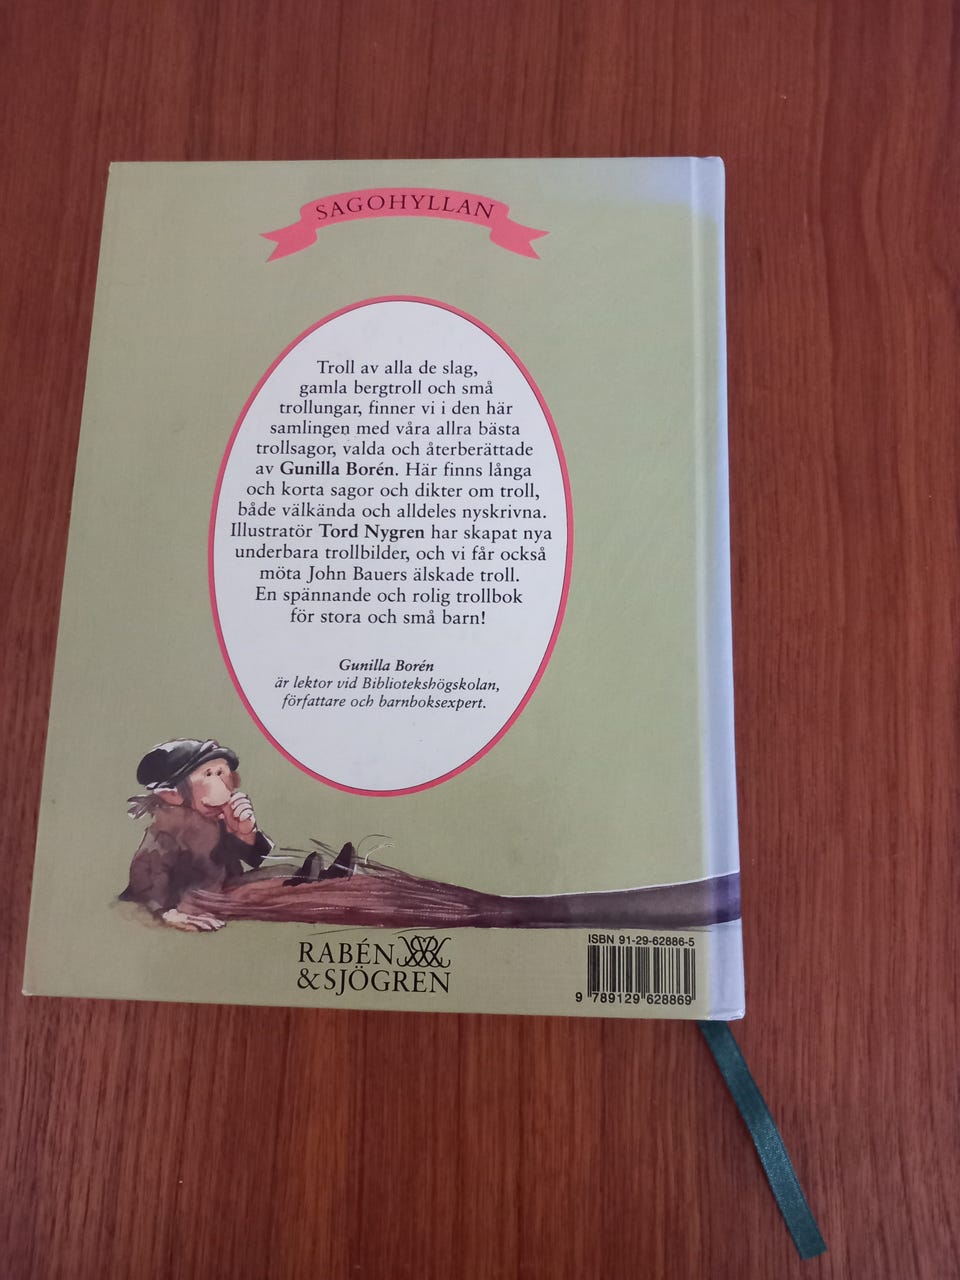 SAGOHYLLAN
Troll av alla de slag,
gamla bergtroll och små
trollungar, finner vi i den här
samlingen med våra allra bästa
trollsagor, valda och återberättade
av Gunilla Borén. Här finns långa
och korta sagor och dikter om troll,
både välkända och alldeles nyskrivna.
Illustratör Tord Nygren har skapat nya
underbara trollbilder, och vi får också
möta John Bauers älskade troll.
En spännande och rolig trollbok
för stora och små barn!
Gunilla Borén
är lektor vid Bibliotekshögskolan,
författare och barnboksexpert.
RABÉN
&SJÖGREN
ISBN 91-29-62886-5
9 789129 628869